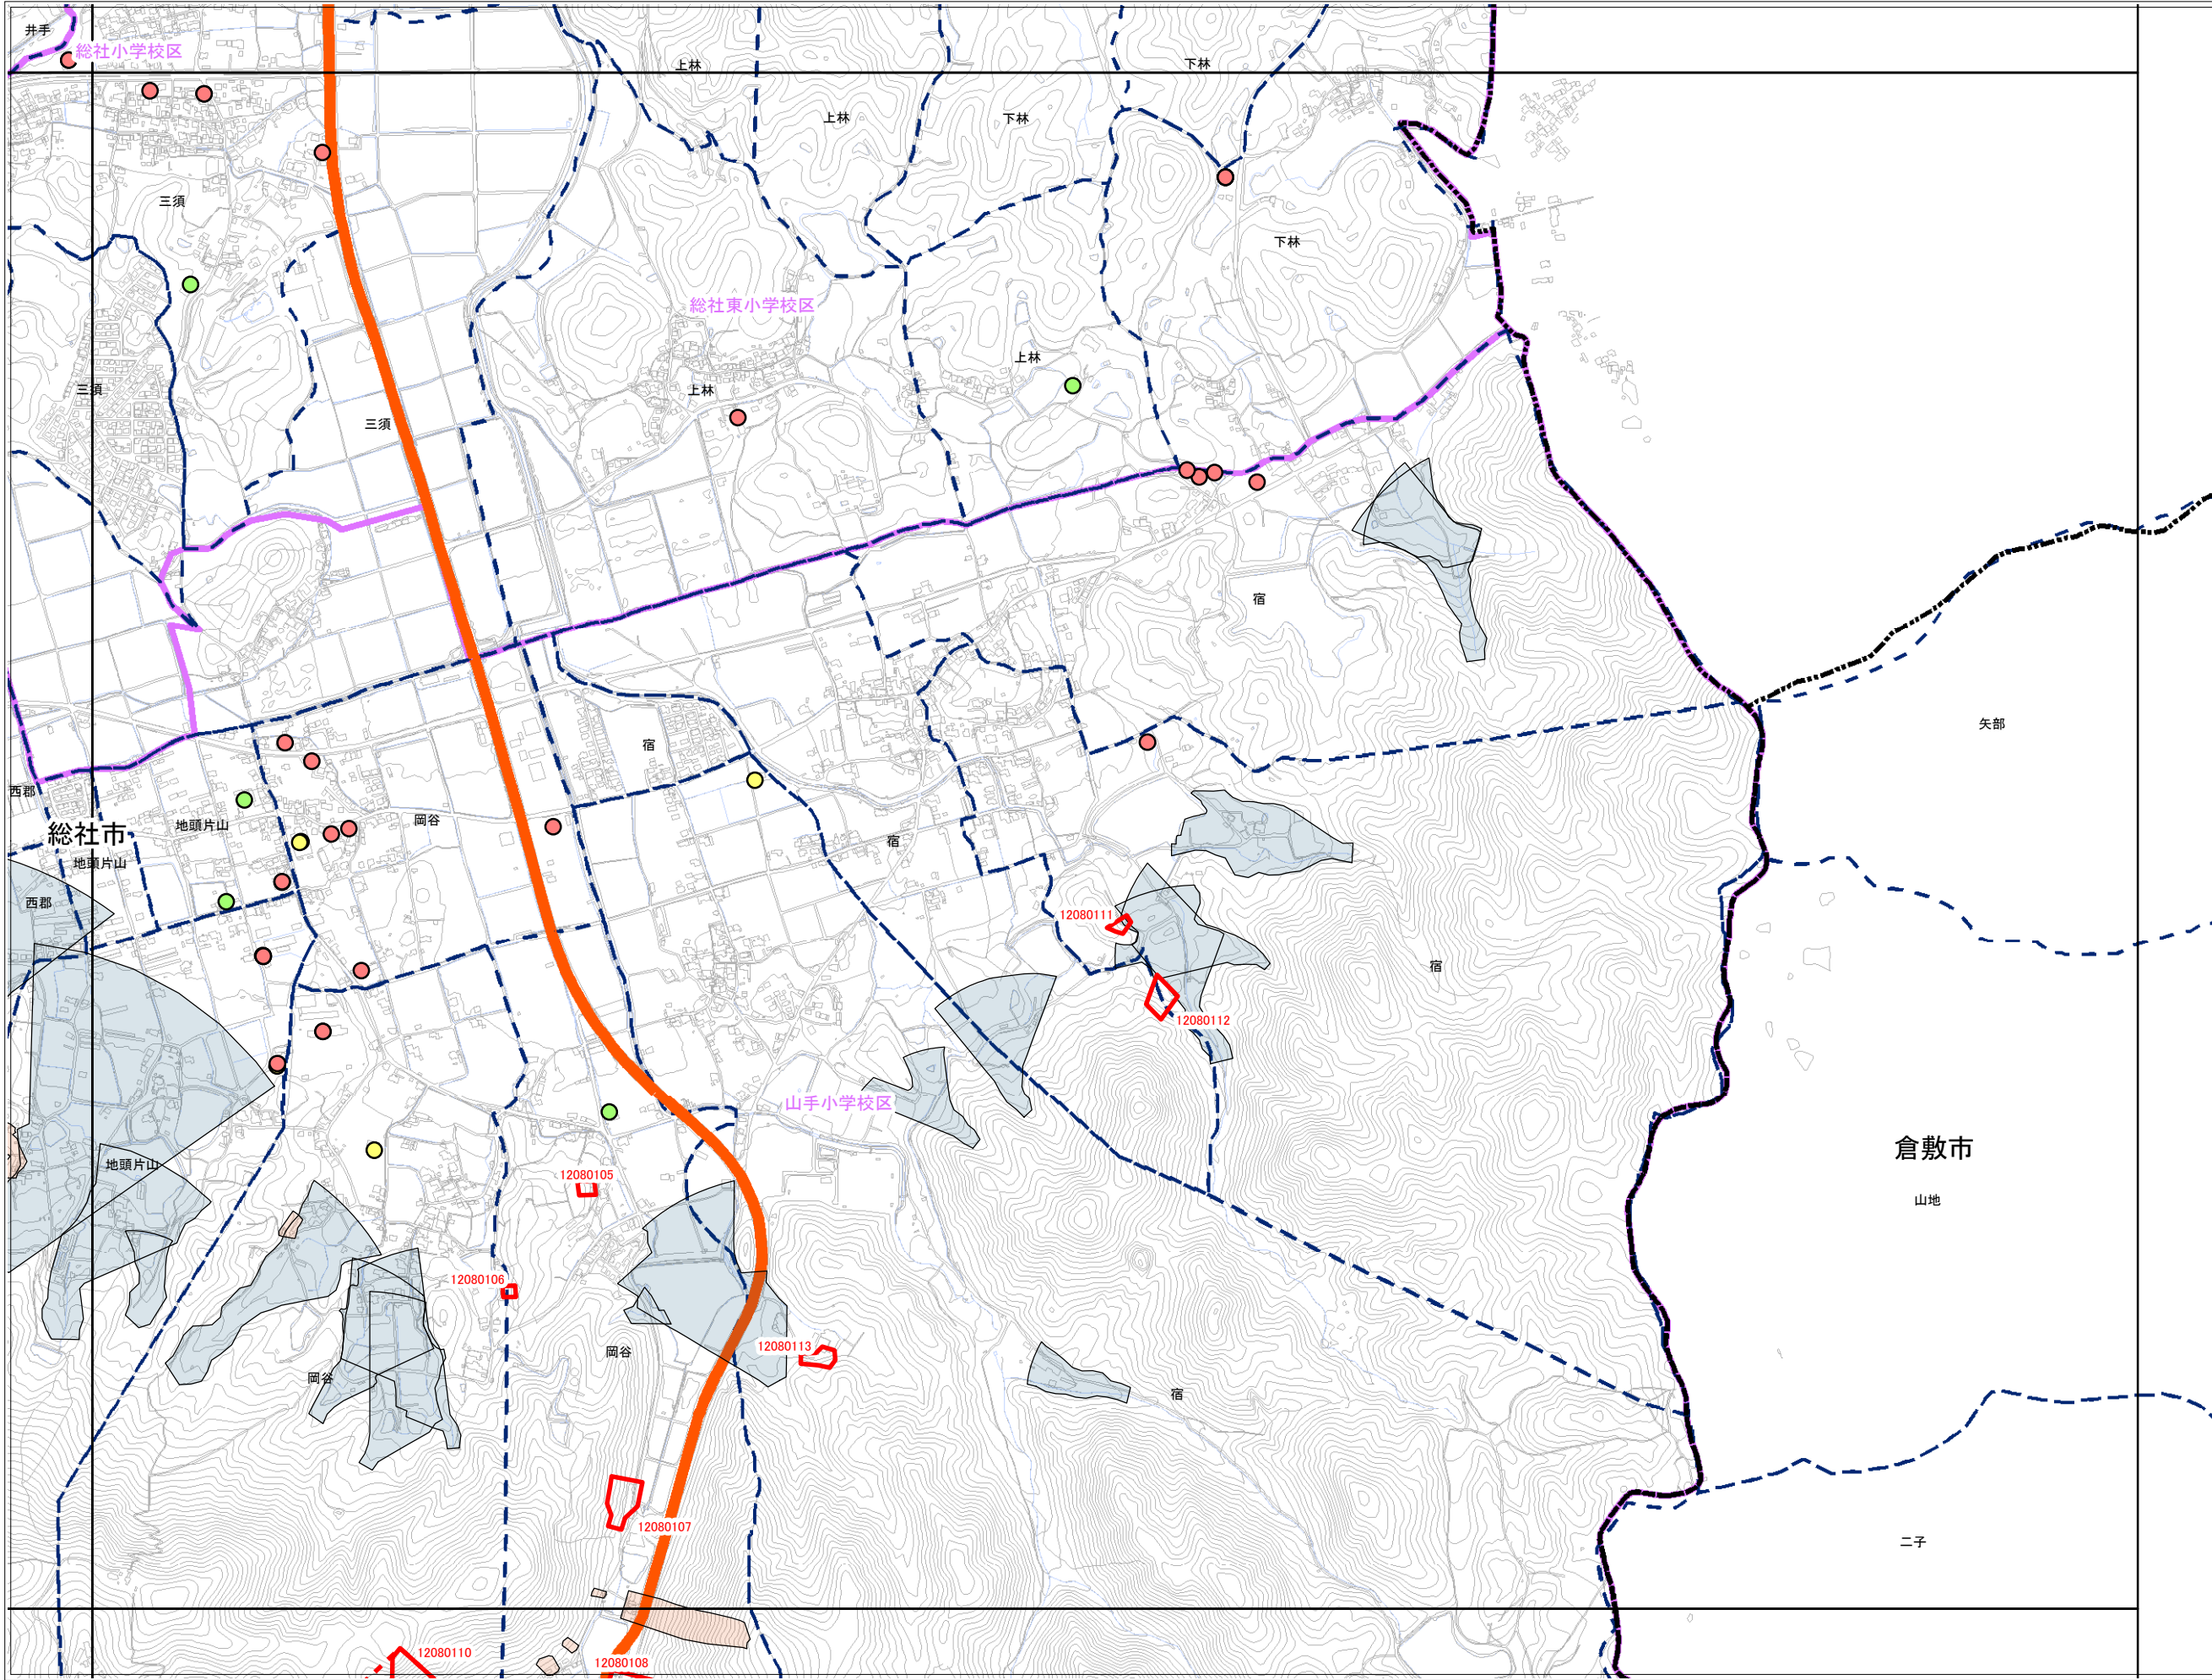 井手
総社小学校区
上林
下林
上林
下林
三須
下林
総社東小学校区
上林
三須
上林
三須
宿
矢部
宿
西郡
総社市
地頭片山
岡谷
宿
地頭片山
西郡
12080111
宿
12080112
山手小学校区
倉敷市
地頭片山
12080105
山地
12080106
12080113
岡谷
岡谷
宿
12080107
二子
12080110
12080108